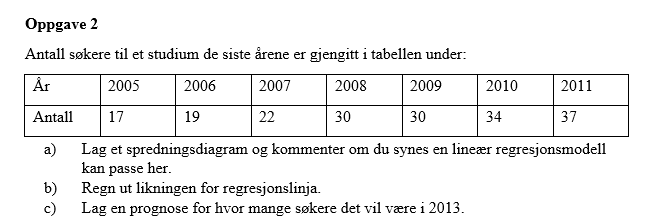 Oppgave 2
Antall søkere til et studium de siste årene er gjengitt i tabellen under:
År 2005 2006 2007 2008 2009 2010 2011
Antall 17 19 22 30 30 34 37
a) Lag et spredningsdiagram og kommenter om du synes en lineær regresjonsmodell
kan passe her.
b) Regn ut likningen for regresjonslinja.
c) Lag en prognose for hvor mange søkere det vil være i 2013.